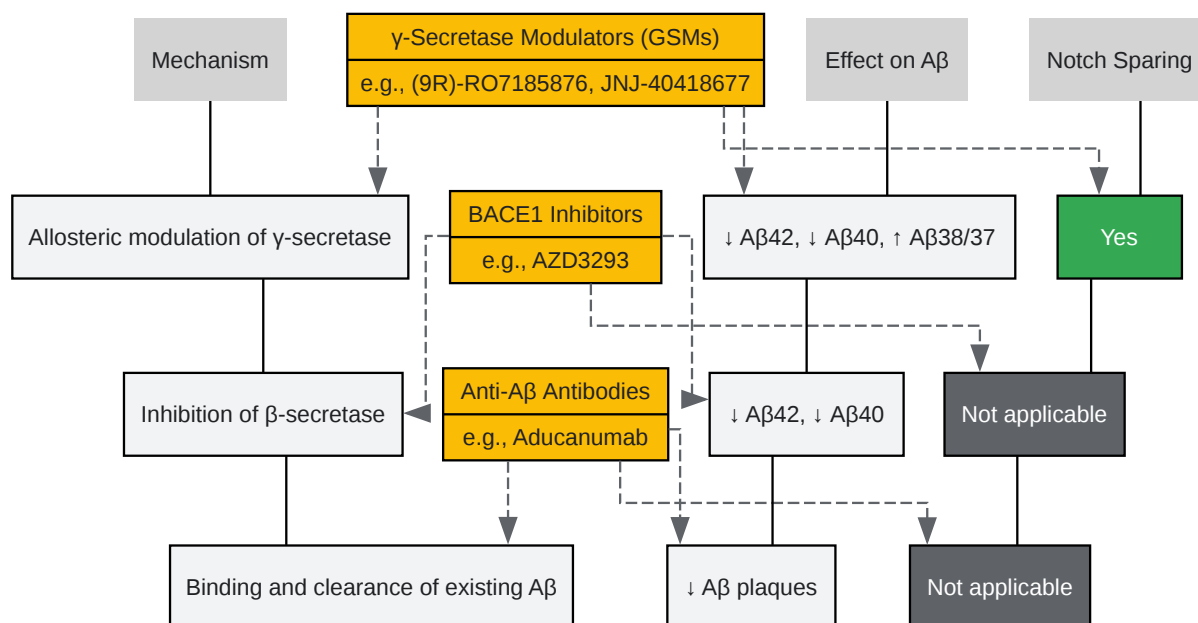 Mechanism
γ-Secretase Modulators (GSMs)
e.g., (9R)-RO7185876, JNJ-40418677
Effect on Aβ
Notch Sparing
Allosteric modulation of γ-secretase
BACE1 Inhibitors
e.g., AZD3293
↓ Aβ42, ↓ Aβ40, ↑ Aβ38/37
Yes
Inhibition of β-secretase
Anti-Aβ Antibodies
e.g., Aducanumab
↓ Aβ42, ↓ Aβ40
Not applicable
Binding and clearance of existing Aβ
↓ Aβ plaques
Not applicable